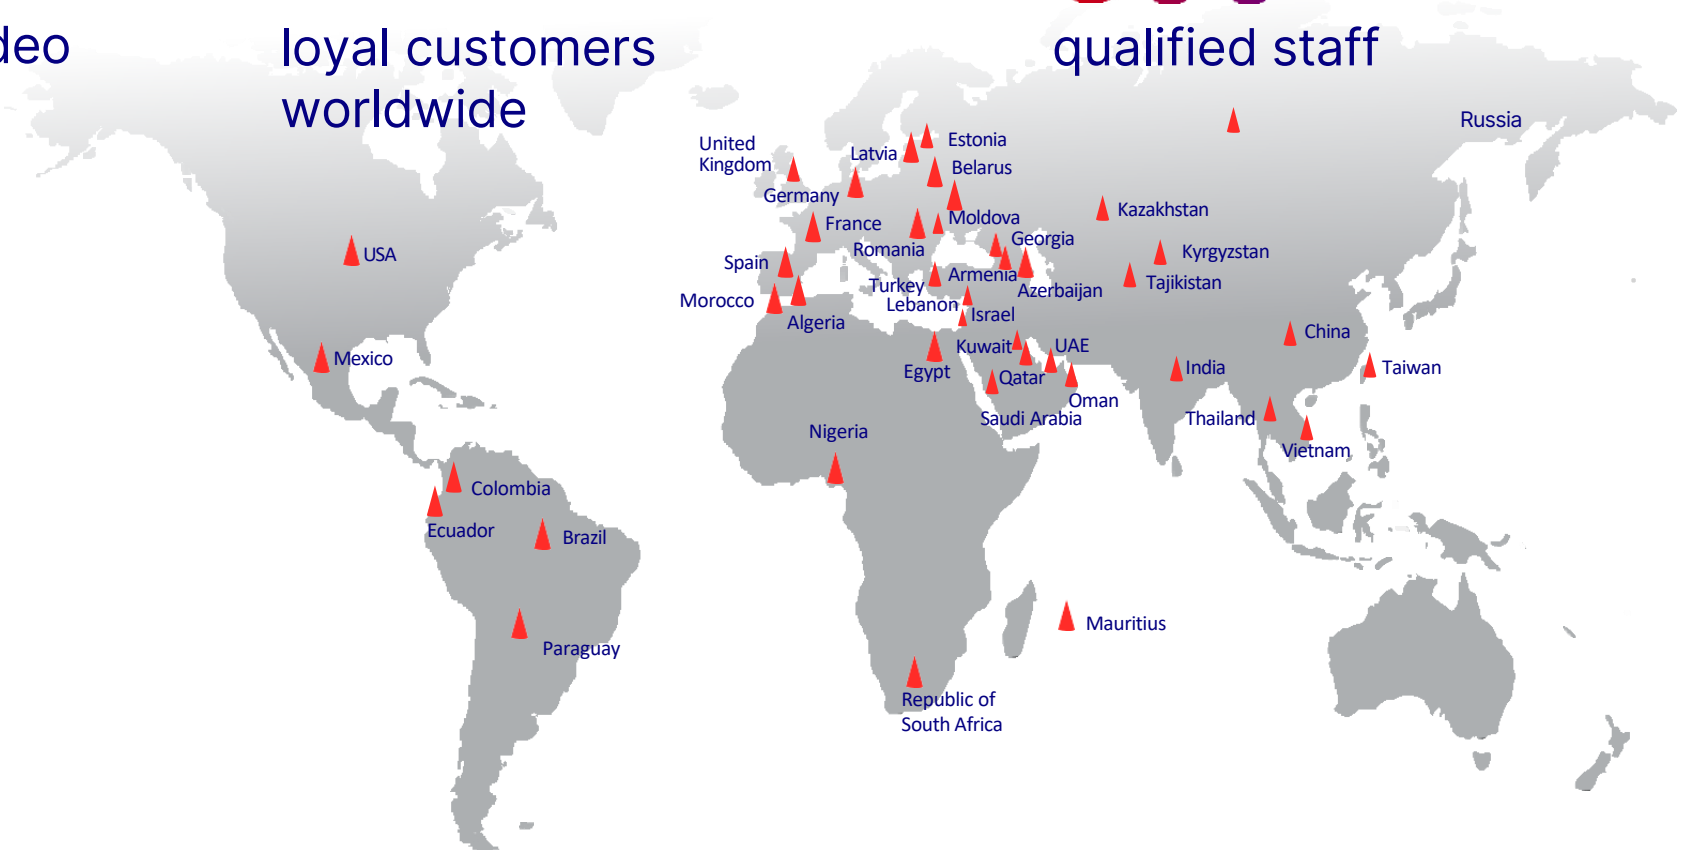 deo
loyal customers
worldwide
qualified staff
Russia
United
Kingdom
Latvia
Estonia
Belarus
Germany
France
Moldova
Romania
Georgia
Kazakhstan
Kyrgyzstan
Tajikistan
USA
Spain
Morocco
Algeria
Turkey
Armenia
Azerbaijan
Lebanon
Israel
Mexico
Egypt
Kuwait
UAE
Qatar
Oman
Saudi Arabia
China
India
Taiwan
Thailand
Vietnam
Nigeria
Colombia
Ecuador
Brazil
Paraguay
Mauritius
Republic of
South Africa